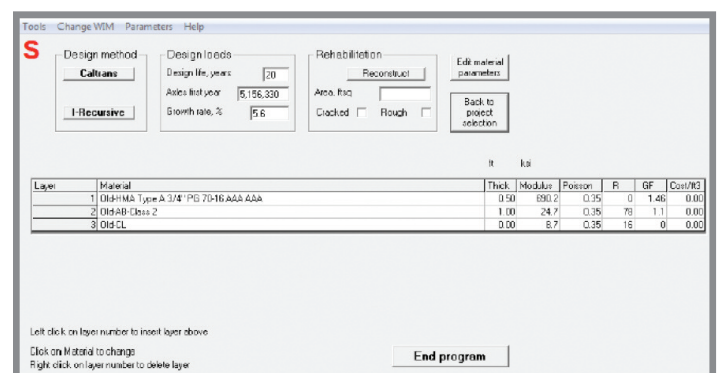 Tools Change WIM Parameters Help
S
Design method
Caltrans
I-Recursive
Design loads
Design life, years 20
Axles first year 5,156,330
Growth rate, % 5.6
Rehabilitation
Reconstruct
Area, ftsq
Cracked Rough
Edit material
parameters
Back to
project
selection
ft ksi
Layer Material Thick Modulus Poisson R GF Cost/ft3
1 Old-HMA Type A 3/4" PG 70-16 AAA AAA 0.50 690.2 0.35 0 1.46 0.00
2 Old-AB-Class 2 1.00 24.7 0.35 78 1.1 0.00
3 Old-CL 0.00 8.7 0.35 16 0 0.00
Left click on layer number to insert layer above
Click on Material to change
Right click on layer number to delete layer
End program